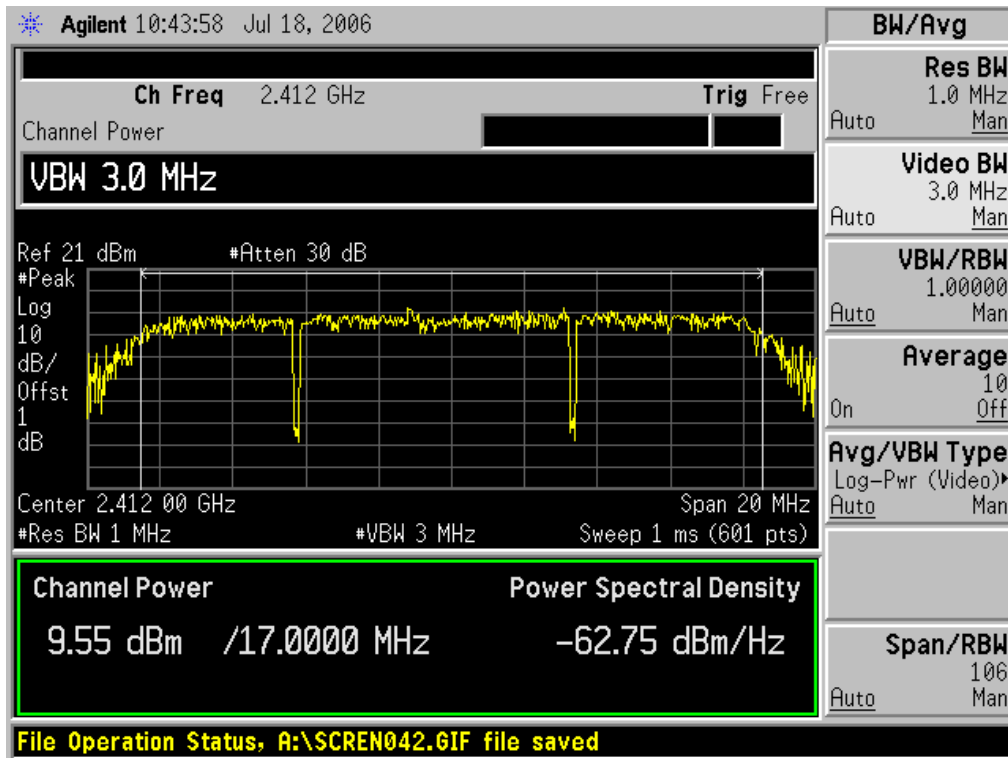 Agilent 10:43:58 Jul 18, 2006
BW/Avg
Ch Freq 2.412 GHz
Trig Free
Channel Power
VBW 3.0 MHz
Ref 21 dBm
#Atten 30 dB
#Peak
Log
10
dB/
Offst
1
dB
Center 2.412 00 GHz
Span 20 MHz
#Res BW 1 MHz
#VBW 3 MHz
Sweep 1 ms (601 pts)
Channel Power
Power Spectral Density
9.55 dBm /17.0000 MHz
-62.75 dBm/Hz
Res BW
1.0 MHz
Auto Man
Video BW
3.0 MHz
Auto Man
VBW/RBW
1.00000
Auto Man
Average
10
On Off
Avg/VBW Type
Log-Pwr (Video)
Auto Man
Span/RBW
106
Auto Man
File Operation Status, A:\SCREN042.GIF file saved